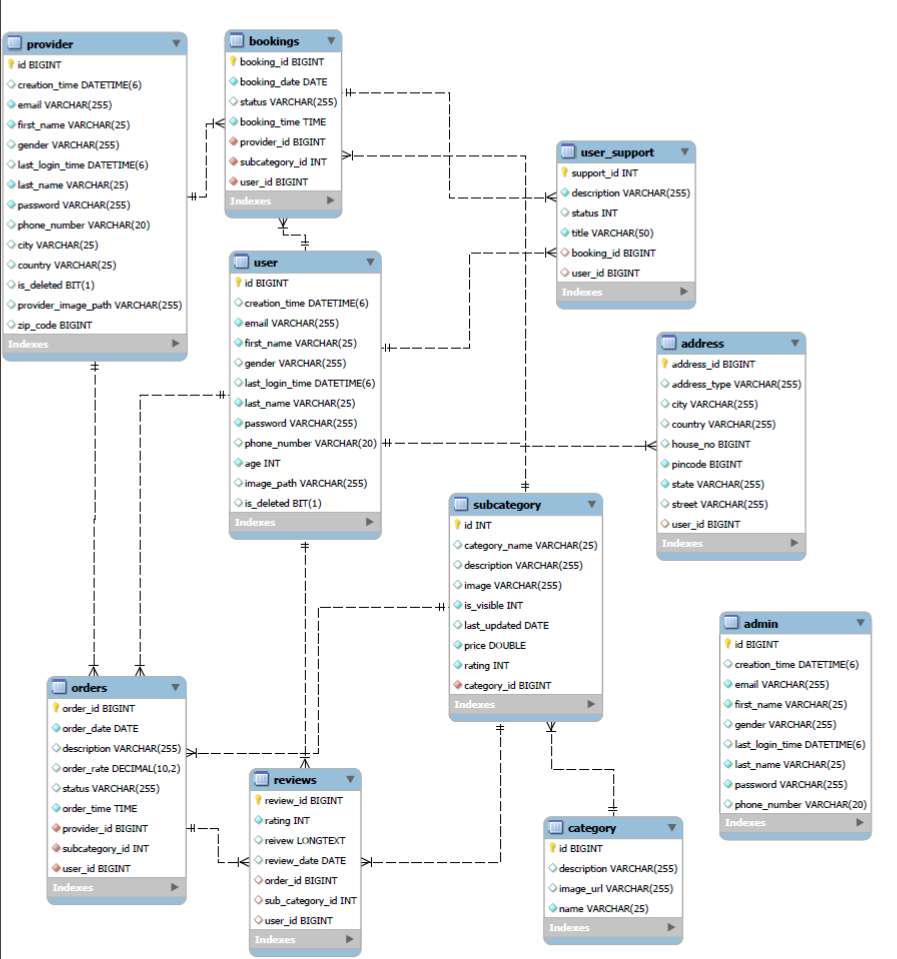 provider
id BIGINT
creation_time DATETIME(6)
email VARCHAR(255)
first_name VARCHAR(25)
gender VARCHAR(255)
last_login_time DATETIME(6)
last_name VARCHAR(25)
password VARCHAR(255)
phone_number VARCHAR(20)
city VARCHAR(25)
country VARCHAR(25)
is_deleted BIT(1)
provider_image_path VARCHAR(255)
zip_code BIGINT
Indexes
bookings
booking_id BIGINT
booking_date DATE
status VARCHAR(255)
booking_time TIME
provider_id BIGINT
subcategory_id INT
user_id BIGINT
Indexes
user_support
support_id INT
description VARCHAR(255)
status INT
title VARCHAR(50)
booking_id BIGINT
user_id BIGINT
Indexes
user
id BIGINT
creation_time DATETIME(6)
email VARCHAR(255)
first_name VARCHAR(25)
gender VARCHAR(255)
last_login_time DATETIME(6)
last_name VARCHAR(25)
password VARCHAR(255)
phone_number VARCHAR(20)
age INT
image_path VARCHAR(255)
is_deleted BIT(1)
Indexes
address
address_id BIGINT
address_type VARCHAR(255)
city VARCHAR(255)
country VARCHAR(255)
house_no BIGINT
pincode BIGINT
state VARCHAR(255)
street VARCHAR(255)
user_id BIGINT
Indexes
subcategory
id INT
category_name VARCHAR(25)
description VARCHAR(255)
image VARCHAR(255)
is_visible INT
last_updated DATE
price DOUBLE
rating INT
category_id BIGINT
Indexes
admin
id BIGINT
creation_time DATETIME(6)
email VARCHAR(255)
first_name VARCHAR(25)
gender VARCHAR(255)
last_login_time DATETIME(6)
last_name VARCHAR(25)
password VARCHAR(255)
phone_number VARCHAR(20)
Indexes
orders
order_id BIGINT
order_date DATE
description VARCHAR(255)
order_rate DECIMAL(10,2)
status VARCHAR(255)
order_time TIME
provider_id BIGINT
subcategory_id INT
user_id BIGINT
Indexes
reviews
review_id BIGINT
rating INT
reivew LONGTEXT
review_date DATE
order_id BIGINT
sub_category_id INT
user_id BIGINT
Indexes
category
id BIGINT
description VARCHAR(255)
image_url VARCHAR(255)
name VARCHAR(25)
Indexes